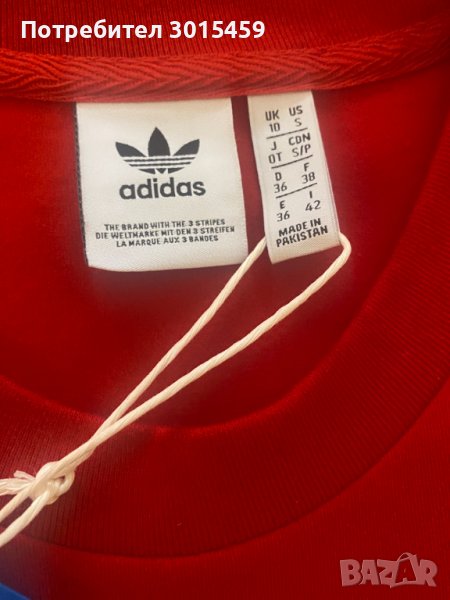 Потребител 3015459
adidas
THE BRAND WITH THE 3 STRIPES
DIE WELTMARKE MIT DEN 3 STREIFEN
LA MARQUE AUX 3 BANDES
UK US
10 S
J CDN
OT S/P
D F
36 38
E I
36 42
MADE IN
PAKISTAN
BAZAR